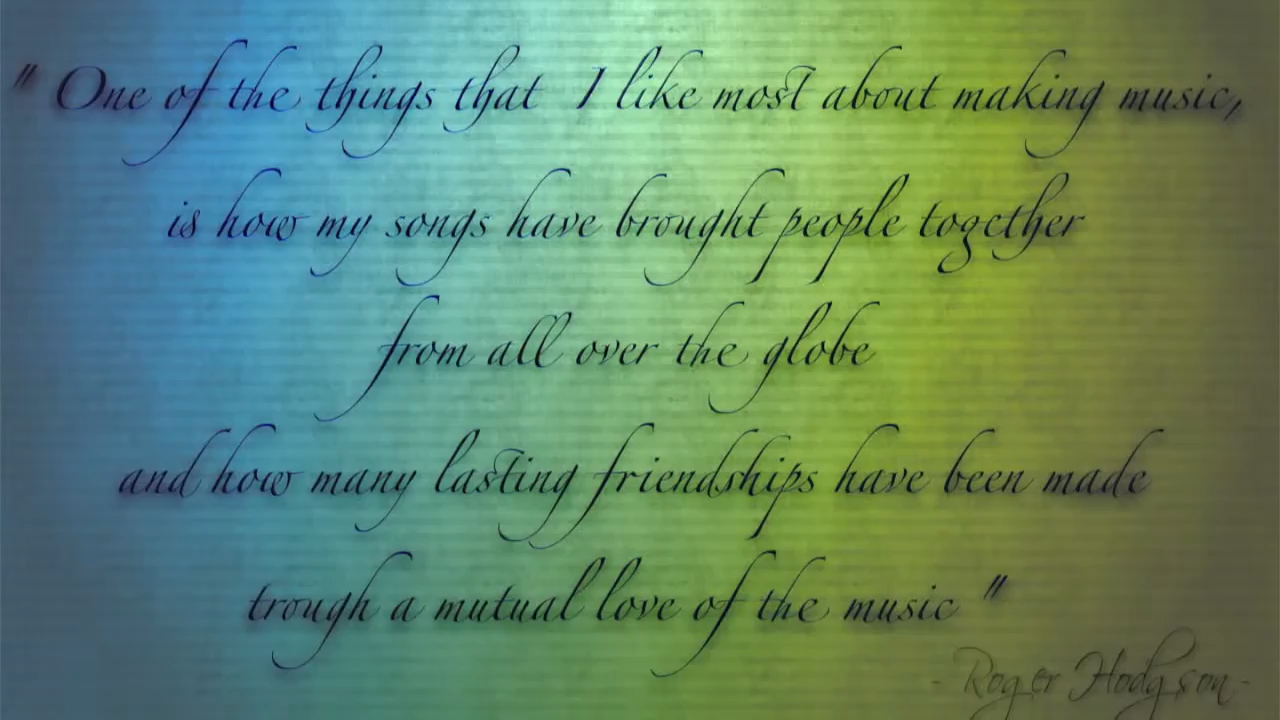 " One of the things that I like most about making music,
is how my songs have brought people together
from all over the globe
and how many lasting friendships have been made
trough a mutual love of the music "
- Roger Hodgson -